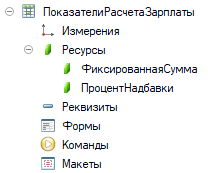 ПоказателиРасчетаЗарплаты
Измерения
Ресурсы
ФиксированнаяСумма
ПроцентНадбавки
Реквизиты
Формы
Команды
Макеты